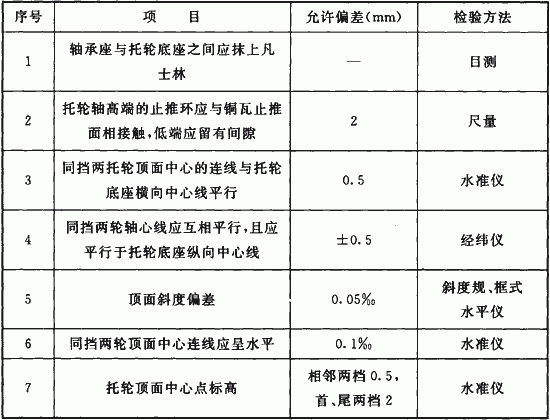 序号 项 目 允许偏差(mm) 检验方法
1 轴承座与托轮底座之间应抹上凡 — 目测
士林
2 托轮轴高端的止推环应与铜瓦止推 2 尺量
面相接触,低端应留有间隙
3 同挡两托轮顶面中心的连线与托轮 0.5 水准仪
底座横向中心线平行
4 同挡两轮轴心线应互相平行,且应 ±0.5 经纬仪
平行于托轮底座纵向中心线
5 顶面斜度偏差 0.05‰ 斜度规、框式
水平仪
6 同挡两轮顶面中心连线应呈水平 0.1‰ 水准仪
7 托轮顶面中心点标高 相邻两档0.5, 水准仪
首、尾两档2